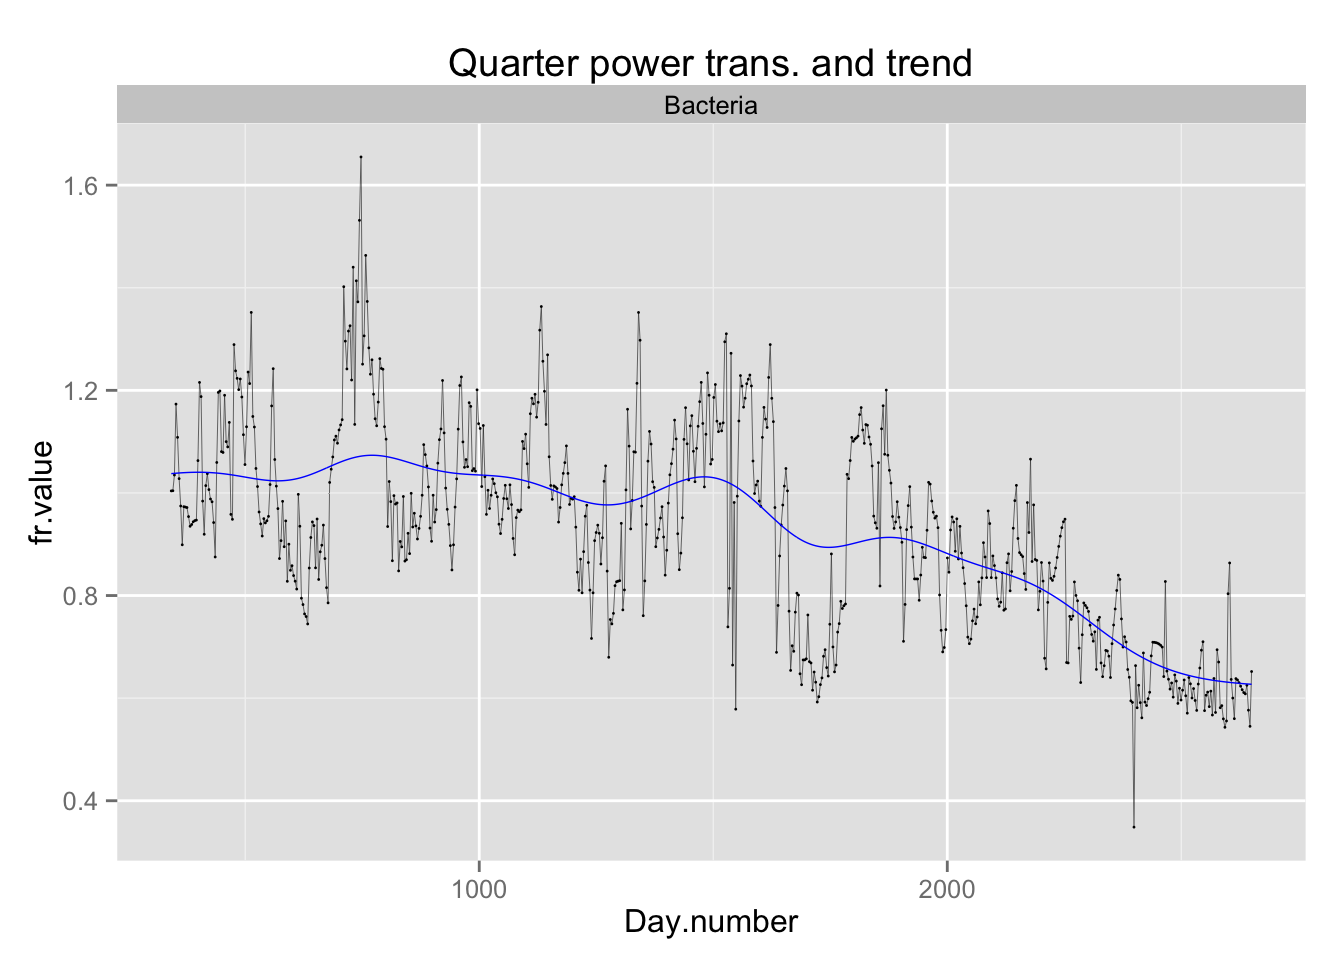 Quarter power trans. and trend
Bacteria
1.6
1.2
0.8
0.4
fr.value
1000
2000
Day.number